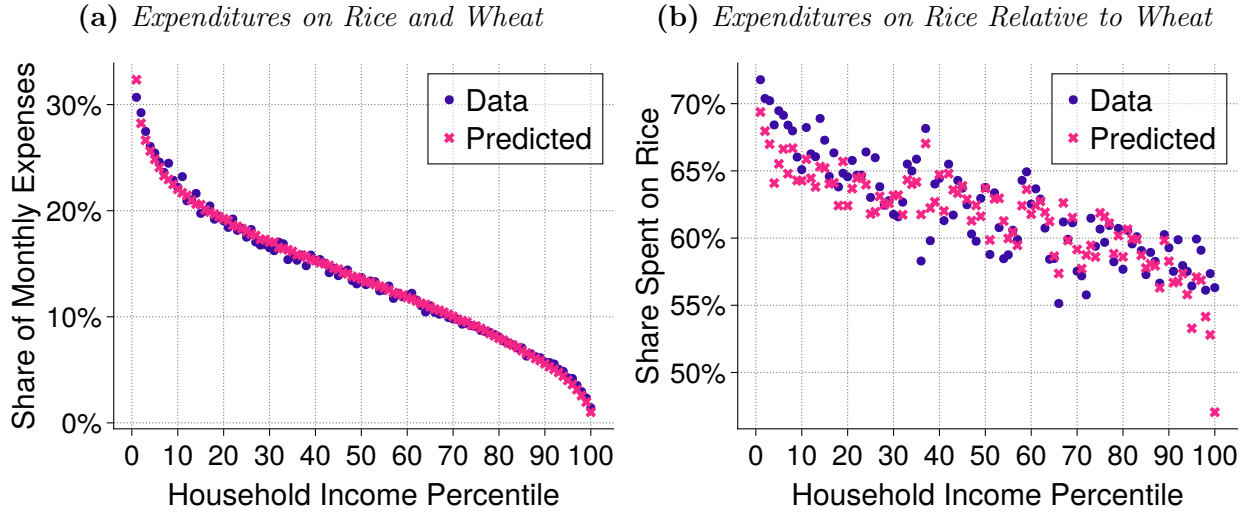 (a) Expenditures on Rice and Wheat
Share of Monthly Expenses
30%
20%
10%
0%
Data
Predicted
0 10 20 30 40 50 60 70 80 90 100
Household Income Percentile
(b) Expenditures on Rice Relative to Wheat
Share Spent on Rice
70%
65%
60%
55%
50%
Data
Predicted
0 10 20 30 40 50 60 70 80 90 100
Household Income Percentile